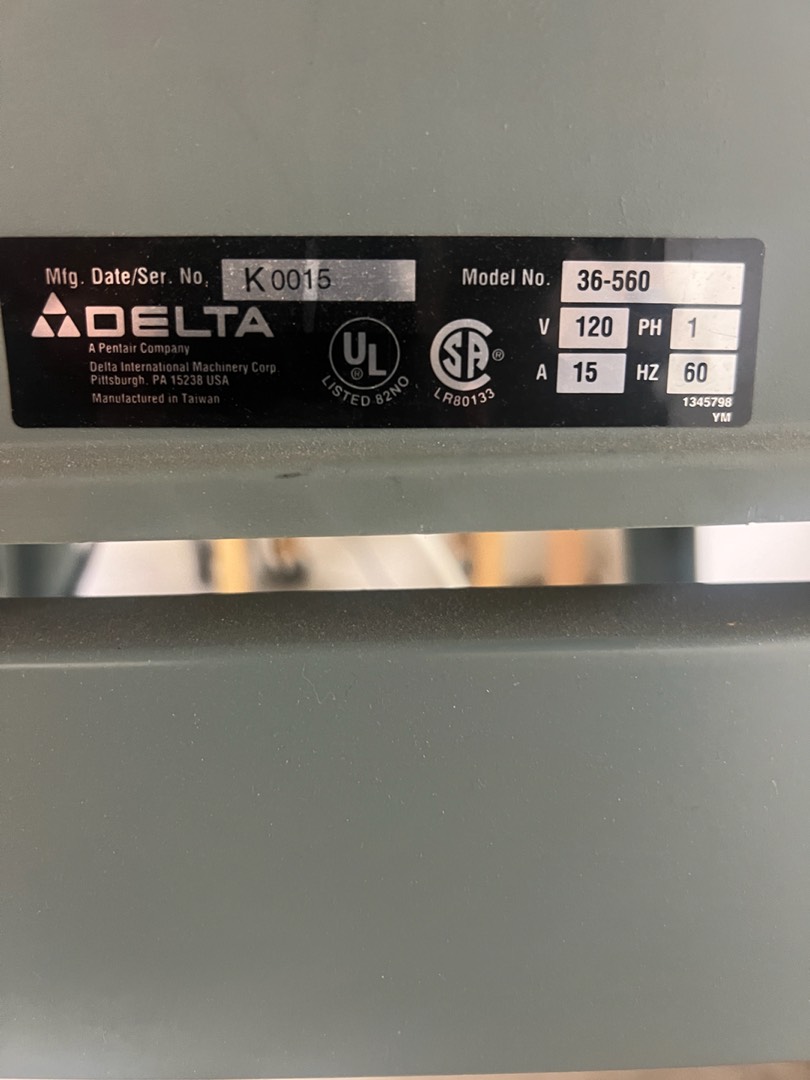 Mfg. Date/Ser. No. K 0015 Model No. 36-560
DELTA V 120 PH 1
A Pentair Company
Delta International Machinery Corp.
Pittsburgh, PA 15238 USA
Manufactured in Taiwan
UL ®
LISTED 82NO
SA ®
LR80133
A 15 HZ 60
1345798
YM